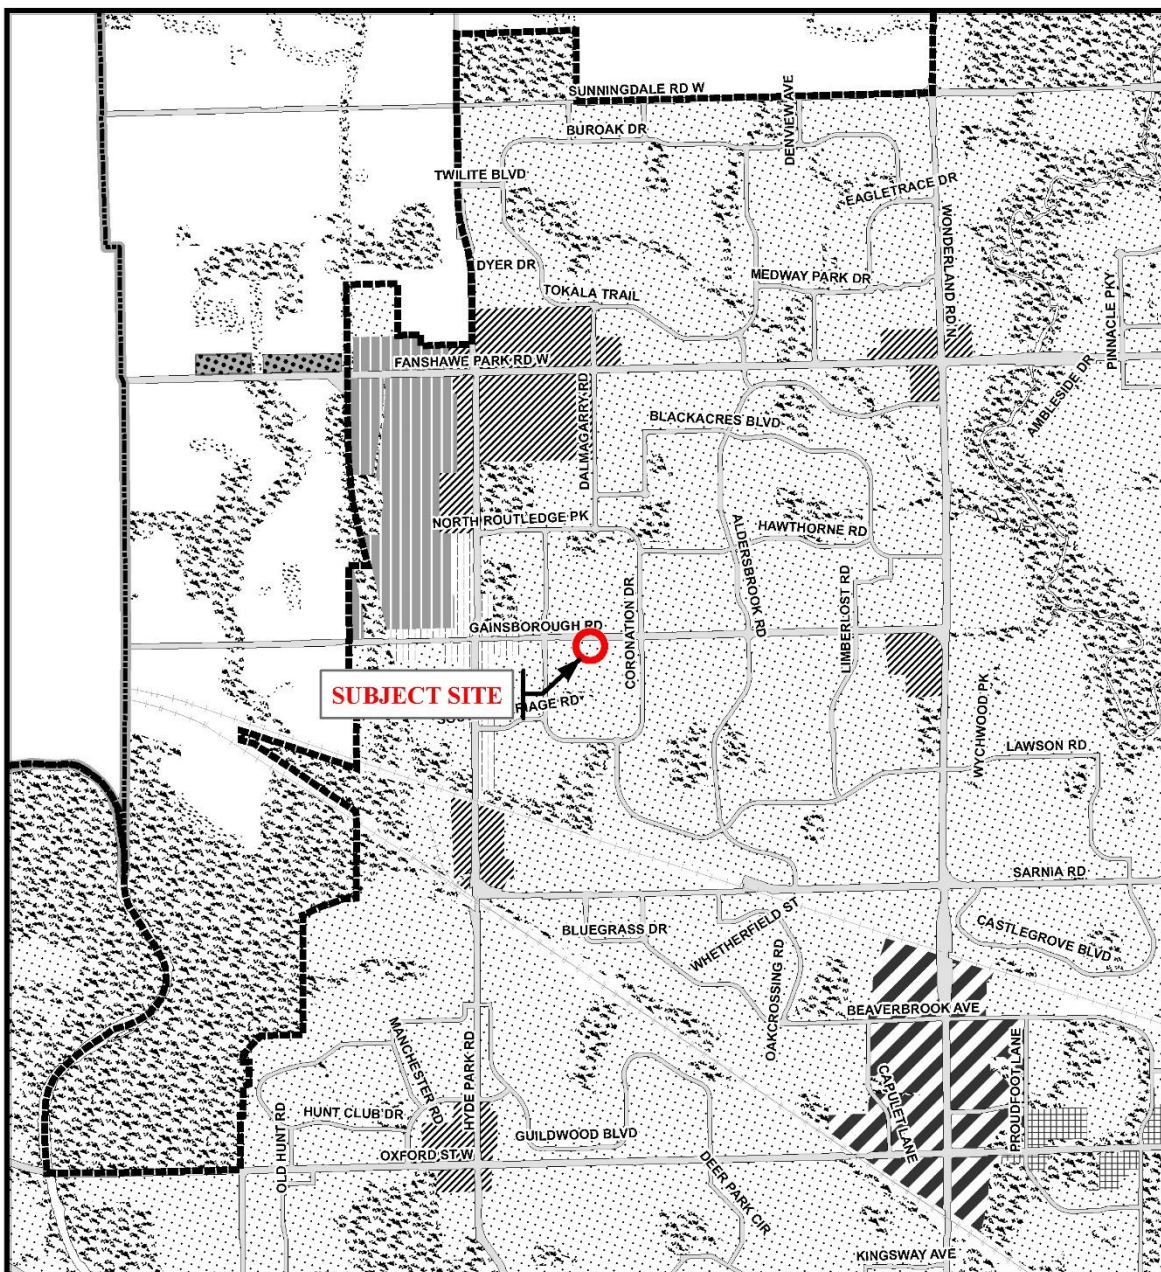 SUNNINGDALE RD W
DENVIEW AVE
BUROAK DR
TWILITE BLVD
EAGLETRACE DR
WONDERLAND RD N
DYER DR
MEDWAY PARK DR
TOKALA TRAIL
PINNACLE PKY
FANSHAWE PARK RD W
AMBLESIDE DR
DALMAGARRY RD
BLACKACRES BLVD
NORTH ROUTLEDGE PK
ALDERSBROOK RD
HAWTHORNE RD
LIMBERLOST RD
GAINSBOROUGH RD
CORONATION DR
SUBJECT SITE
RIAGE RD
WYCHWOOD PK
LAWSON RD
SARNIA RD
BLUEGRASS DR
WHETHERFIELD ST
CASTLEGROVE BLVD
OAKCROSSING RD
BEAVERBROOK AVE
MANCHESTER RD
HYDE PARK RD
CAPULET LANE
PROUDFOOT LANE
OLD HUNT RD
HUNT CLUB DR
GUILDWOOD BLVD
OXFORD ST W
DEER PARK CIR
KINGSWAY AVE